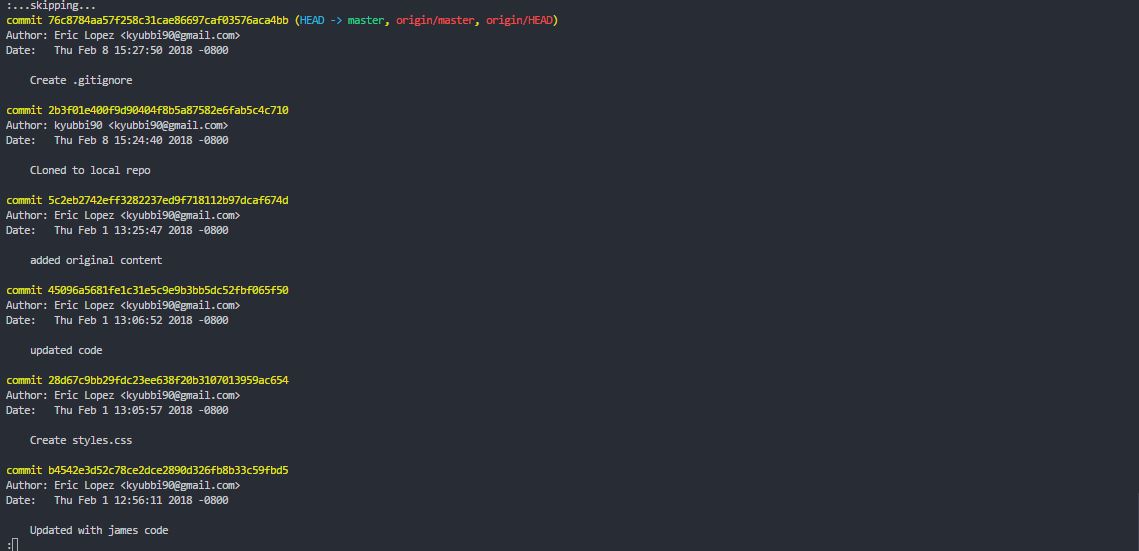 :...skipping...
commit 76c8784aa57f258c31cae86697caf03576aca4bb (HEAD -> master, origin/master, origin/HEAD)
Author: Eric Lopez <kyubbi90@gmail.com>
Date:   Thu Feb 8 15:27:50 2018 -0800
    Create .gitignore
commit 2b3f01e400f9d90404f8b5a87582e6fab5c4c710
Author: kyubbi90 <kyubbi90@gmail.com>
Date:   Thu Feb 8 15:24:40 2018 -0800
    CLoned to local repo
commit 5c2eb2742eff3282237ed9f718112b97dcaf674d
Author: Eric Lopez <kyubbi90@gmail.com>
Date:   Thu Feb 1 13:25:47 2018 -0800
    added original content
commit 45096a5681fe1c31e5c9e9b3bb5dc52fbf065f50
Author: Eric Lopez <kyubbi90@gmail.com>
Date:   Thu Feb 1 13:06:52 2018 -0800
    updated code
commit 28d67c9bb29fdc23ee638f20b3107013959ac654
Author: Eric Lopez <kyubbi90@gmail.com>
Date:   Thu Feb 1 13:05:57 2018 -0800
    Create styles.css
commit b4542e3d52c78ce2dce2890d326fb8b33c59fbd5
Author: Eric Lopez <kyubbi90@gmail.com>
Date:   Thu Feb 1 12:56:11 2018 -0800
    Updated with james code
: